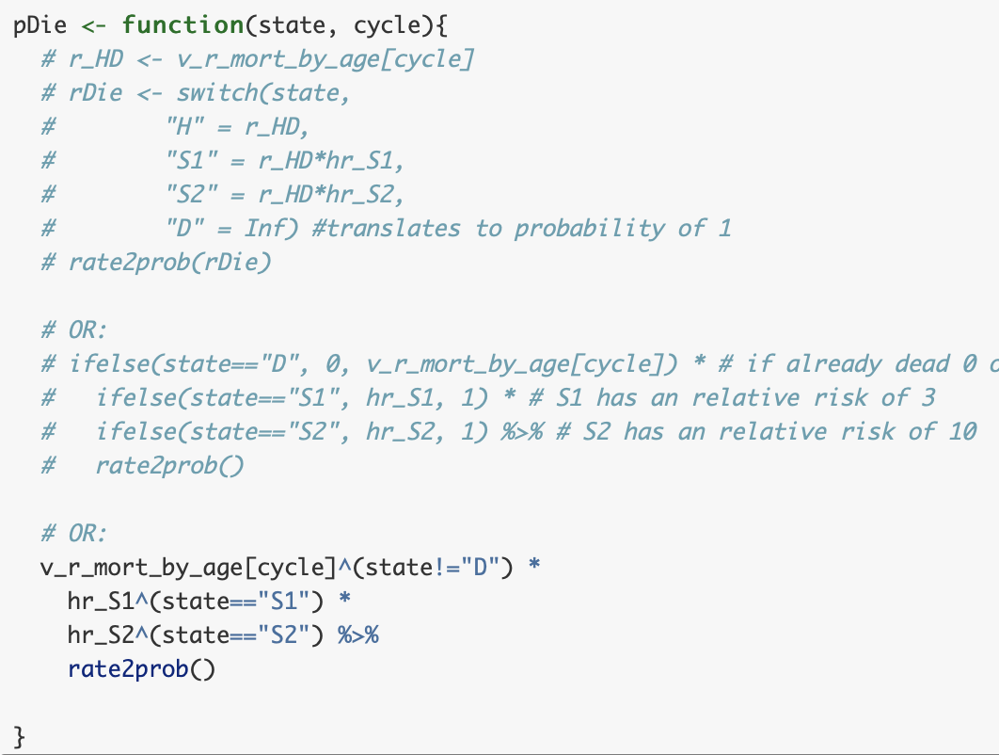 pDie <- function(state, cycle){
  # r_HD <- v_r_mort_by_age[cycle]
  # rDie <- switch(state,
  #        "H" = r_HD,
  #        "S1" = r_HD*hr_S1,
  #        "S2" = r_HD*hr_S2,
  #        "D" = Inf) #translates to probability of 1
  # rate2prob(rDie)
  # OR:
  # ifelse(state=="D", 0, v_r_mort_by_age[cycle]) * # if already dead 0
  #   ifelse(state=="S1", hr_S1, 1) * # S1 has an relative risk of 3
  #   ifelse(state=="S2", hr_S2, 1) %>% # S2 has an relative risk of 10
  #   rate2prob()
  # OR:
  v_r_mort_by_age[cycle]^(state!="D") *
    hr_S1^(state=="S1") *
    hr_S2^(state=="S2") %>%
    rate2prob()
}